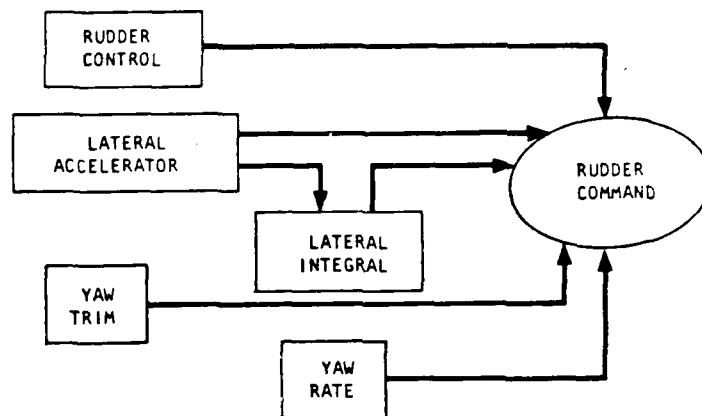 RUDDER
CONTROL
LATERAL
ACCELERATOR
RUDDER
COMMAND
LATERAL
INTEGRAL
YAW
TRIM
YAW
RATE